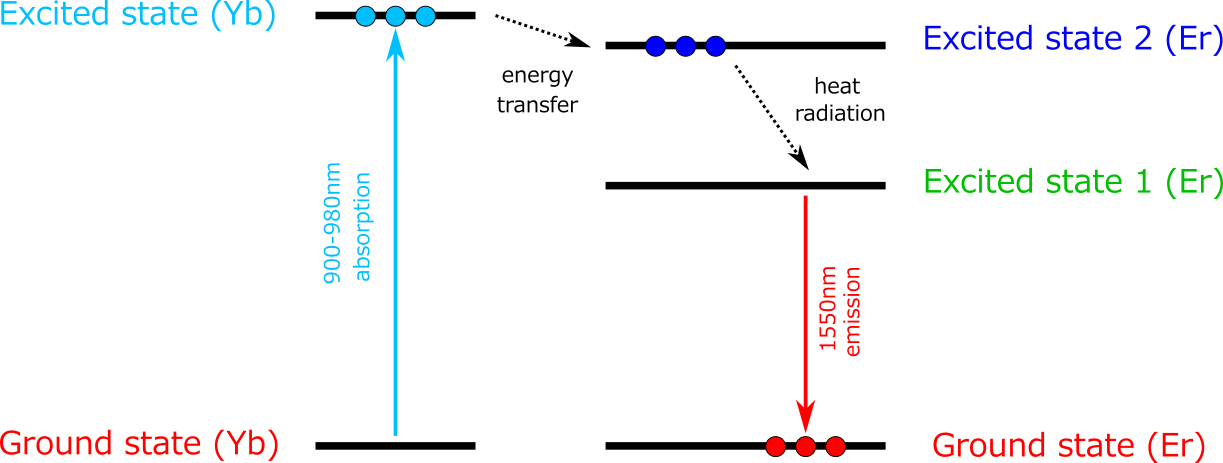 Excited state (Yb)
Excited state 2 (Er)
energy
transfer
heat
radiation
Excited state 1 (Er)
900-980nm
absorption
1550nm
emission
Ground state (Yb)
Ground state (Er)